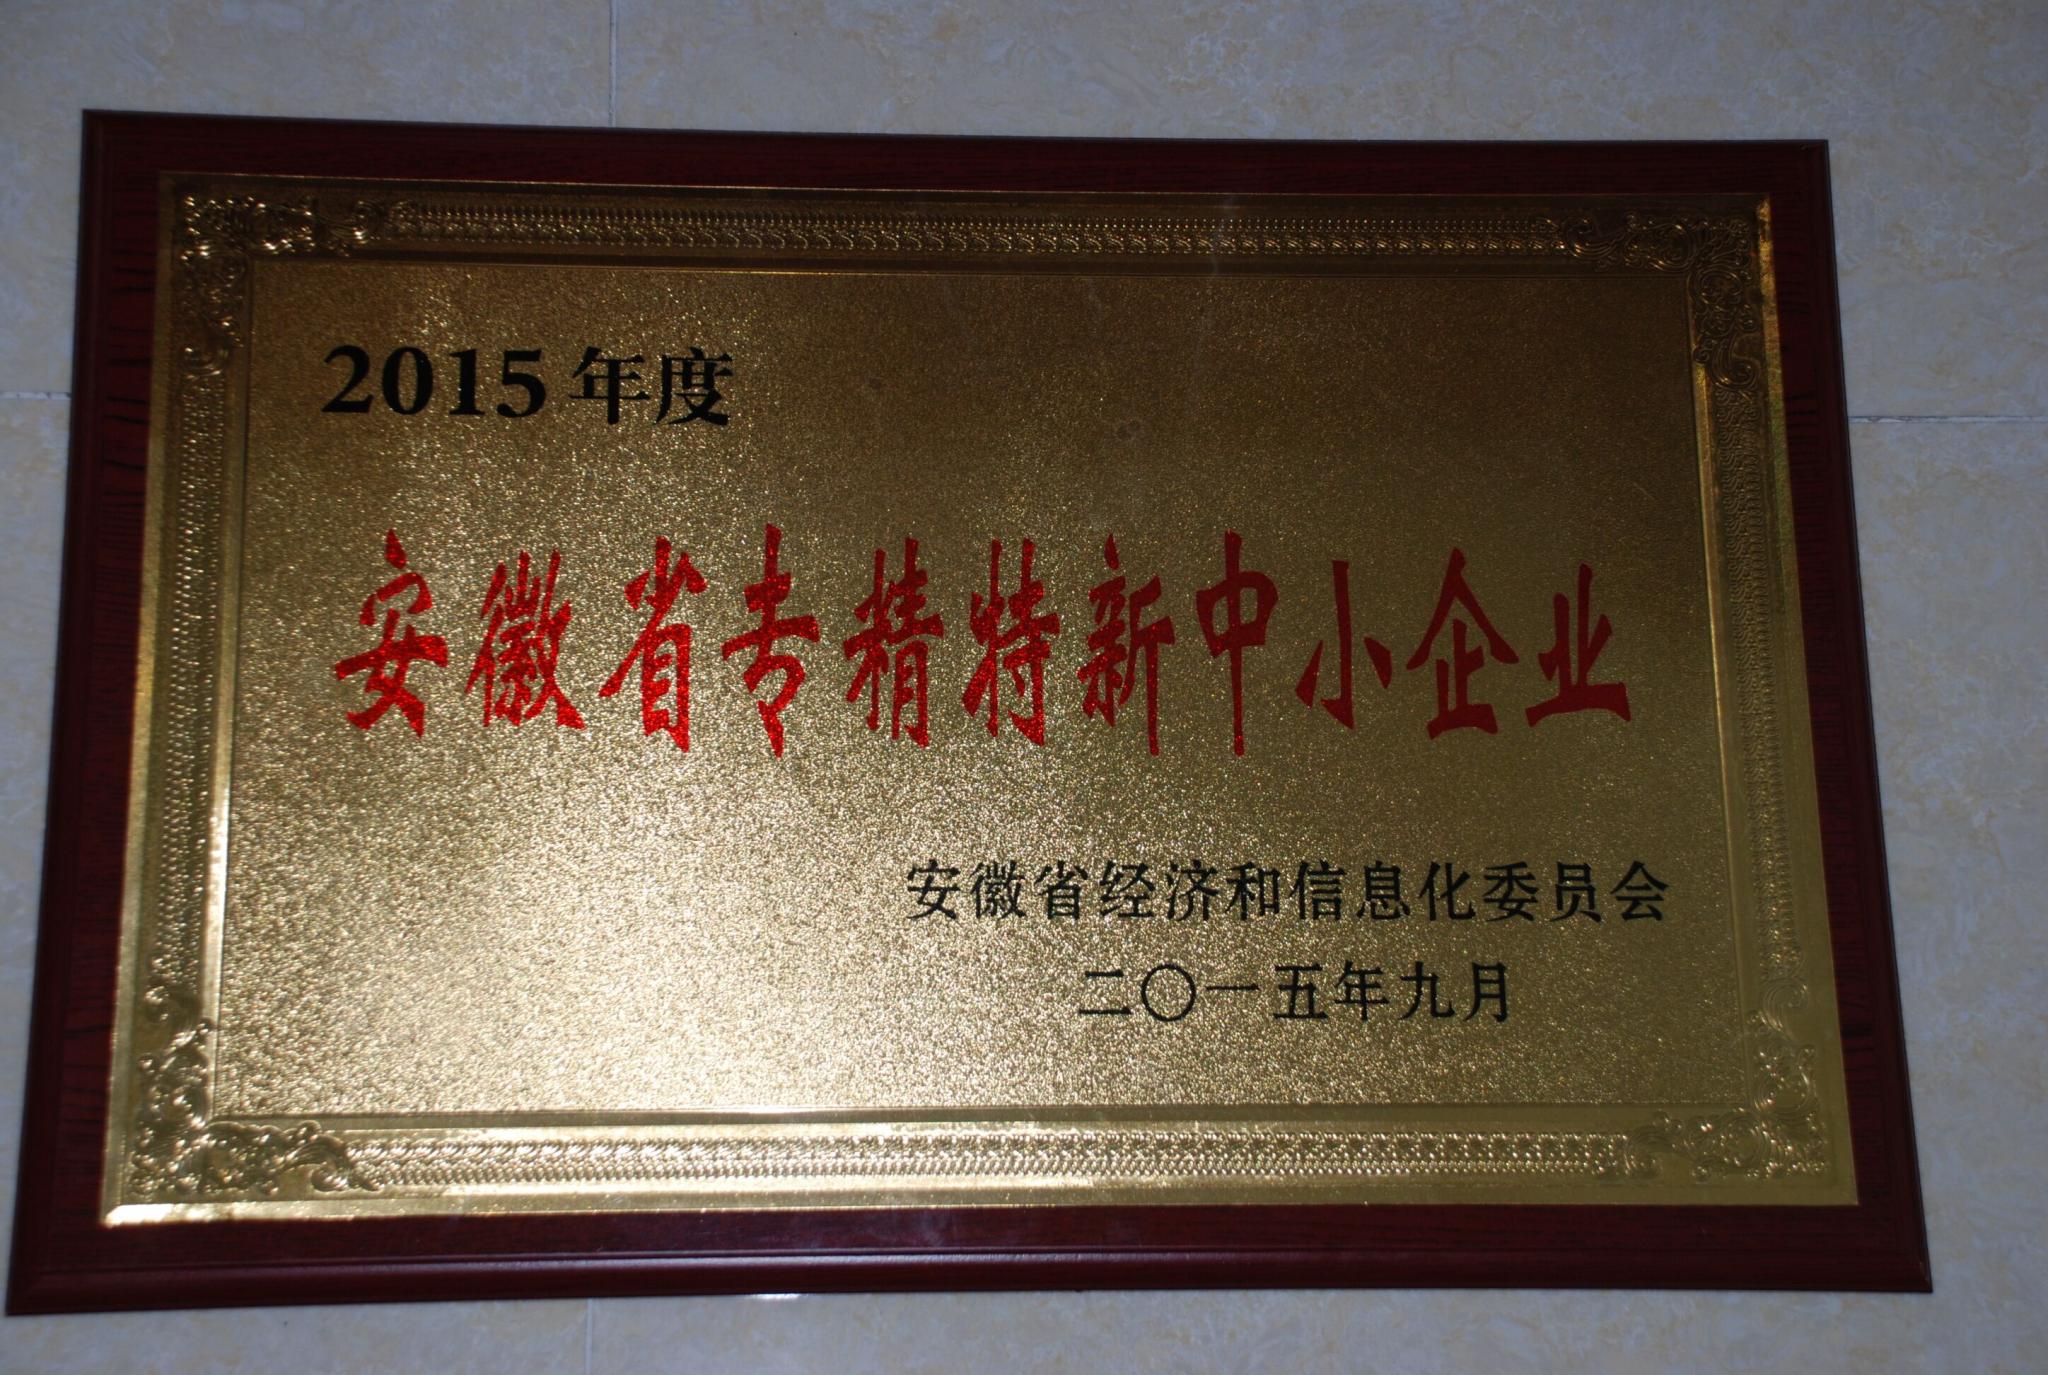 2015年度
安徽省专精特新中小企业
安徽省经济和信息化委员会
二〇一五年九月